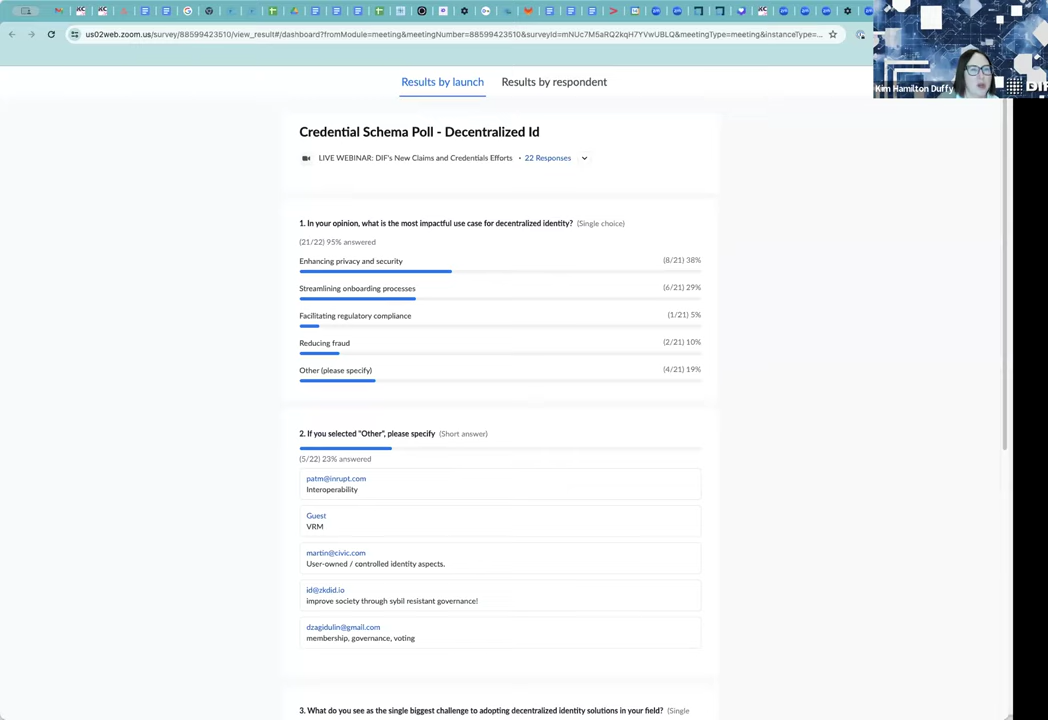 us02web.zoom.us/survey/88599423510/view_result#/dashboard?fromModule=meeting&meetingNumber=88599423510&surveyId=mNUc7M5aRQ2kqH7YVwUBLQ&meetingType=meeting&instanceType=...
Kim Hamilton Duffy
DIF
Results by launch
Results by respondent
Credential Schema Poll - Decentralized Id
LIVE WEBINAR: DIF's New Claims and Credentials Efforts • 22 Responses
1. In your opinion, what is the most impactful use case for decentralized identity? (Single choice)
(21/22) 95% answered
Enhancing privacy and security (8/21) 38%
Streamlining onboarding processes (6/21) 29%
Facilitating regulatory compliance (1/21) 5%
Reducing fraud (2/21) 10%
Other (please specify) (4/21) 19%
2. If you selected "Other", please specify (Short answer)
(5/22) 23% answered
patm@inrupt.com
Interoperability
Guest
VRM
martin@civic.com
User-owned / controlled identity aspects.
id@zkdid.io
improve society through sybil resistant governance!
dzagidulin@gmail.com
membership, governance, voting
3. What do you see as the single biggest challenge to adopting decentralized identity solutions in your field? (Single